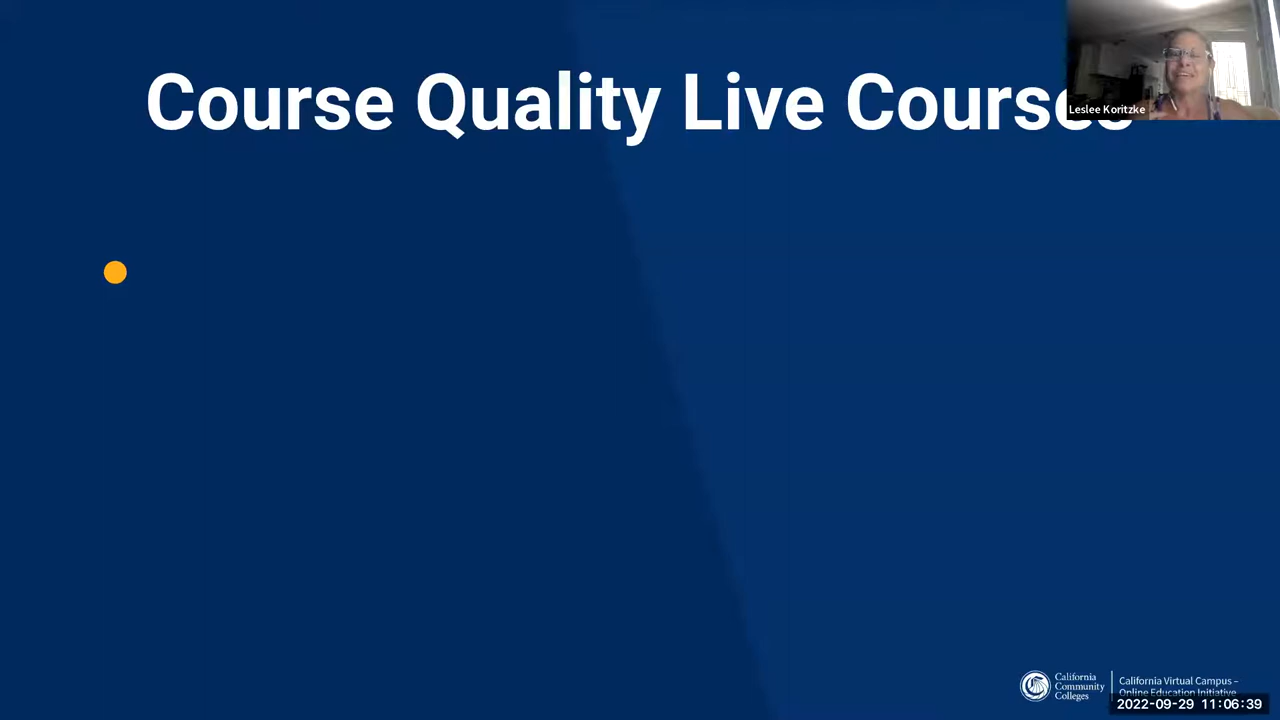 Course Quality Live Courses
Leslee Koritzke
California
Community
Colleges
California Virtual Campus –
Online Education Initiative
2022-09-29 11:06:39